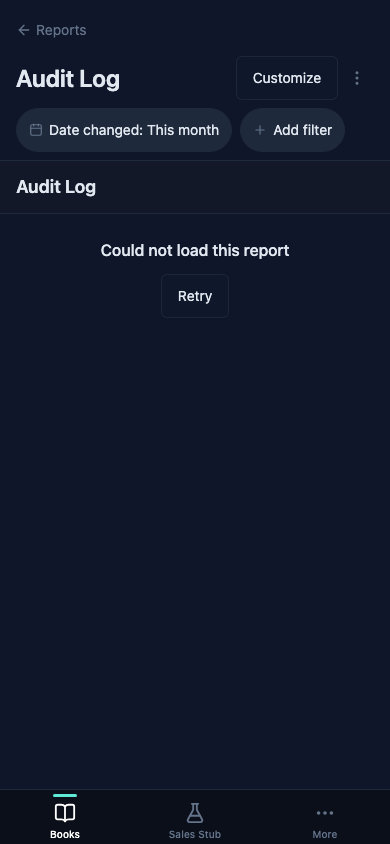 Reports
Audit Log
Customize
Date changed: This month
Add filter
Audit Log
Could not load this report
Retry
Books
Sales Stub
More